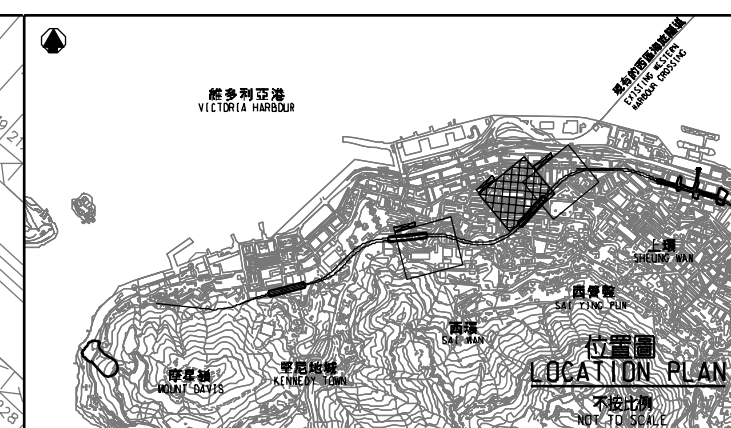 現有的西區海底隧道
EXISTING WESTERN
HARBOUR CROSSING
維多利亞港
VICTORIA HARBOUR
上環
SHEUNG WAN
西營盤
SAI YING PUN
西環
SAI WAN
位置圖
LOCATION PLAN
堅尼地城
KENNEDY TOWN
摩星嶺
MOUNT DAVIS
不按比例
NOT TO SCALE